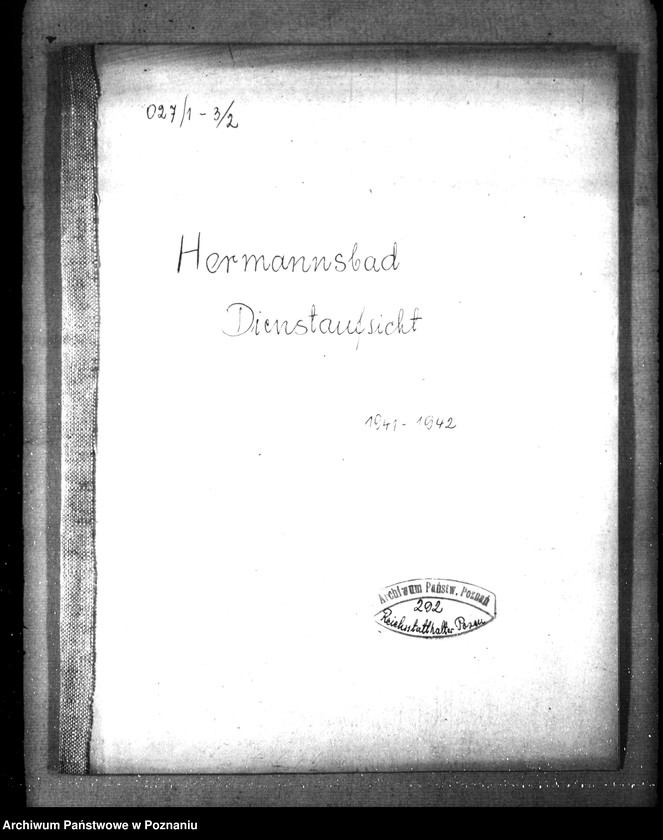 027/1 - 3/2
Hermannsbad
Dienstaufsicht
1941 - 1942
Archiwum Państw. Poznań
202
Reichsstatthalter Posen
Archiwum Państwowe w Poznaniu